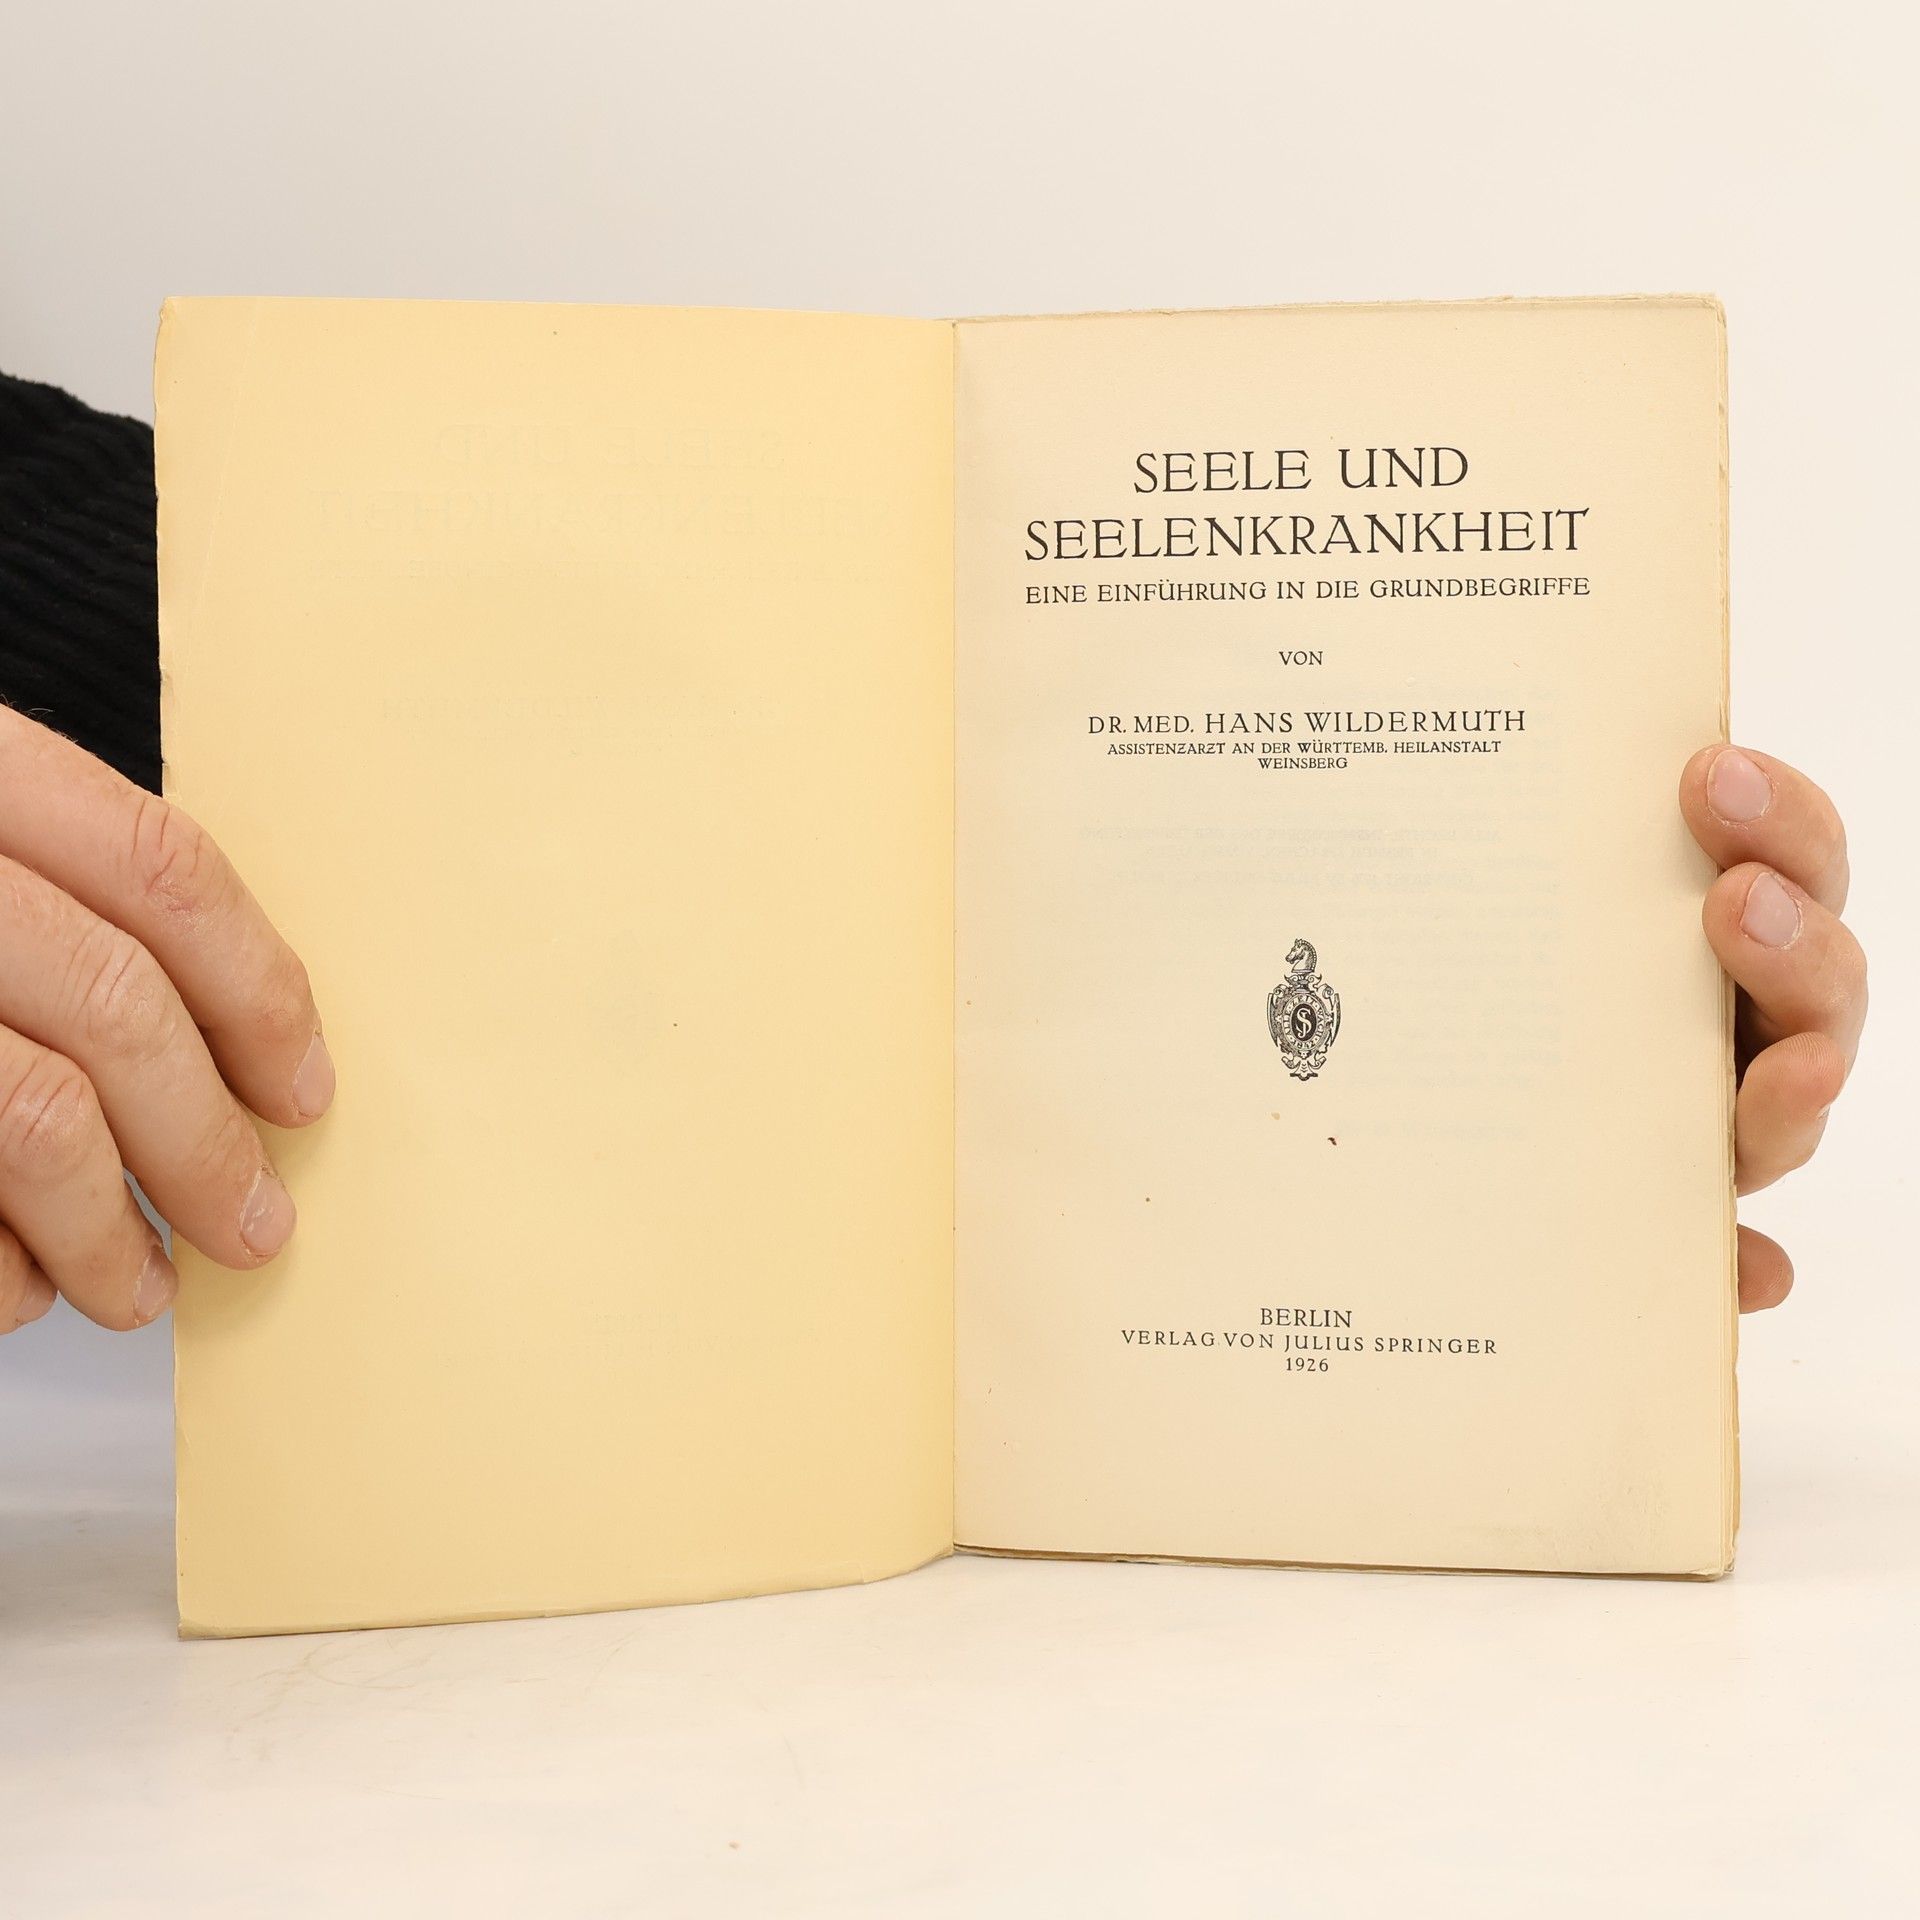 SEELE UND
SEELENKRANKHEIT
EINE EINFÜHRUNG IN DIE GRUNDBEGRIFFE
VON
DR. MED. HANS WILDERMUTH
ASSISTENZARZT AN DER WÜRTTEMB. HEILANSTALT
WEINSBERG
BERLIN
VERLAG VON JULIUS SPRINGER
1926